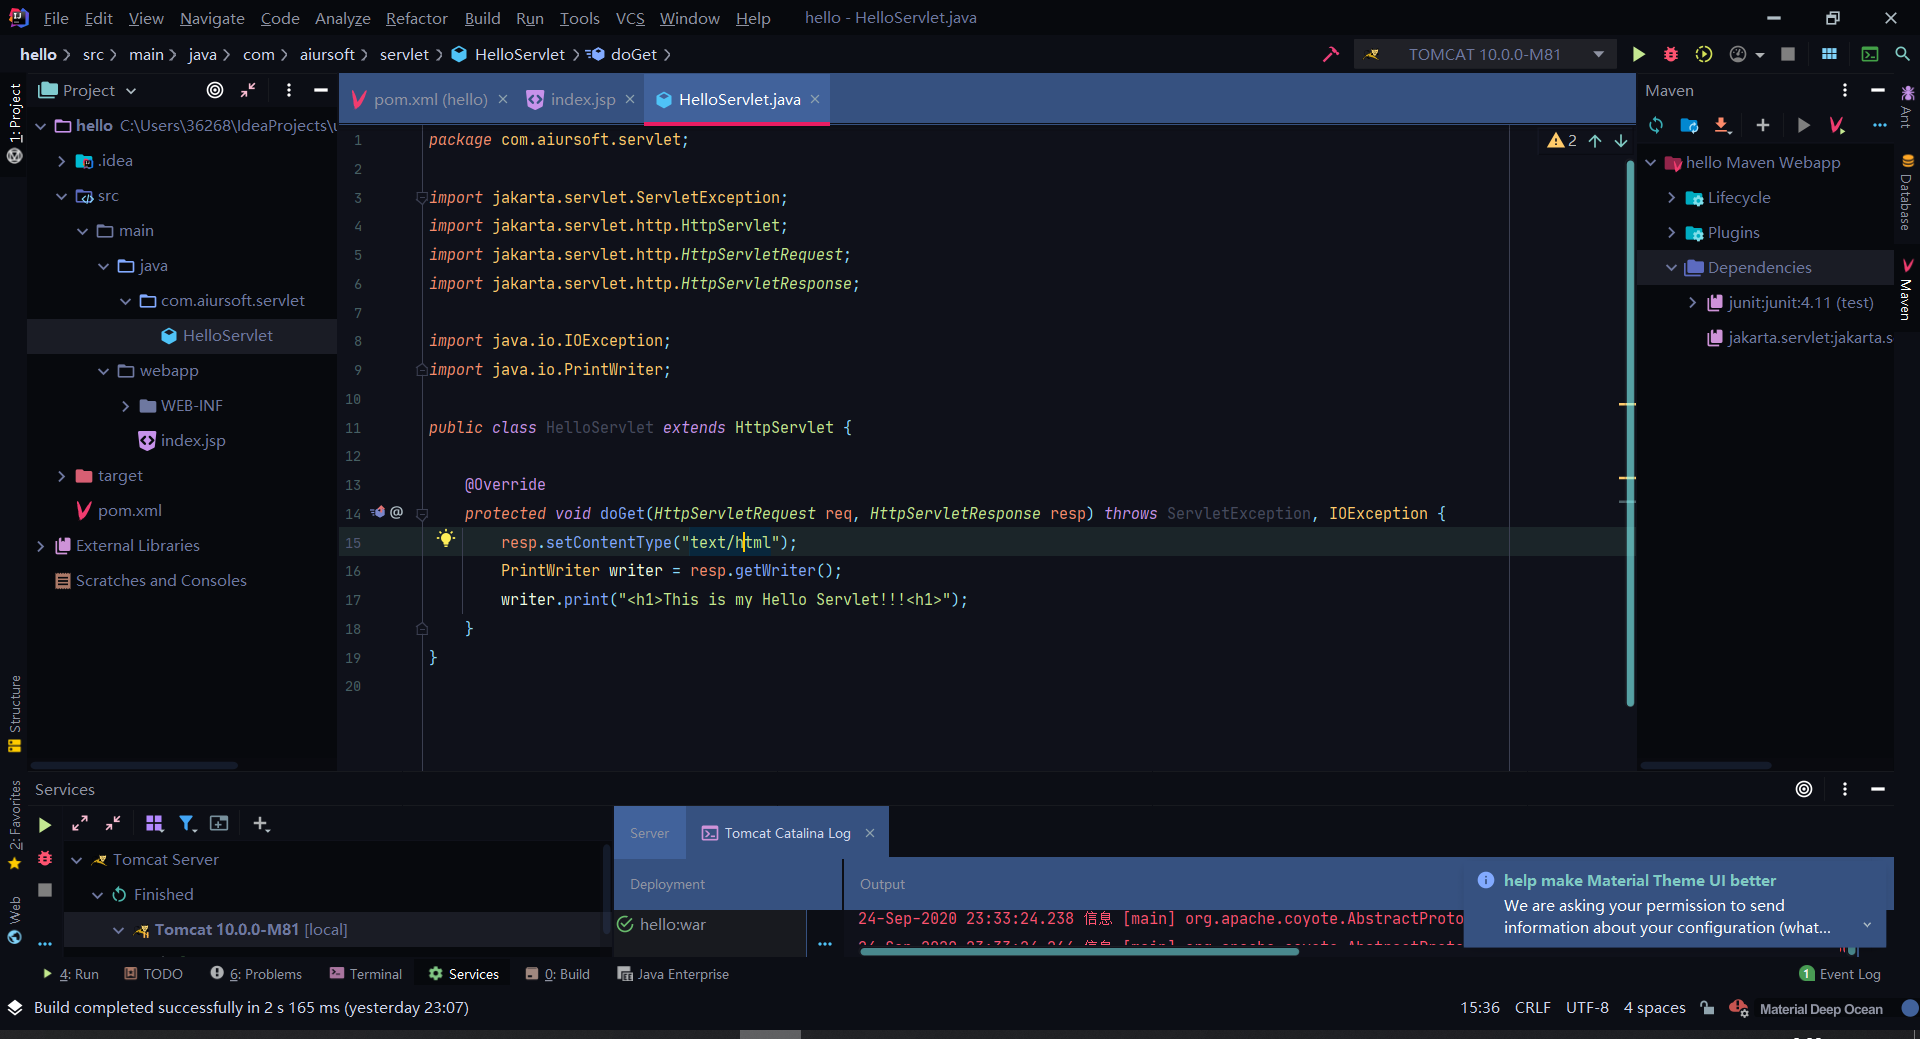 File Edit View Navigate Code Analyze Refactor Build Run Tools VCS Window Help hello - HelloServlet.java
hello src main java com aiursoft servlet HelloServlet doGet TOMCAT 10.0.0-M81
1: Project
Structure
2: Favorites
Web
Project
hello C:\Users\36268\IdeaProjects\
.idea
src
main
java
com.aiursoft.servlet
HelloServlet
webapp
WEB-INF
index.jsp
target
pom.xml
External Libraries
Scratches and Consoles
pom.xml (hello) index.jsp HelloServlet.java
2
1 package com.aiursoft.servlet;
2
3 import jakarta.servlet.ServletException;
4 import jakarta.servlet.http.HttpServlet;
5 import jakarta.servlet.http.HttpServletRequest;
6 import jakarta.servlet.http.HttpServletResponse;
7
8 import java.io.IOException;
9 import java.io.PrintWriter;
10
11 public class HelloServlet extends HttpServlet {
12
13 @Override
14 @ protected void doGet(HttpServletRequest req, HttpServletResponse resp) throws ServletException, IOException {
15 resp.setContentType("text/html");
16 PrintWriter writer = resp.getWriter();
17 writer.print("<h1>This is my Hello Servlet!!!<h1>");
18 }
19 }
20
Maven
hello Maven Webapp
Lifecycle
Plugins
Dependencies
junit:junit:4.11 (test)
jakarta.servlet:jakarta.s
Ant
Database
Maven
Services
Tomcat Server
Finished
Tomcat 10.0.0-M81 [local]
Server Tomcat Catalina Log
Deployment Output
hello:war
24-Sep-2020 23:33:24.238 信息 [main] org.apache.coyote.AbstractProto
help make Material Theme UI better
We are asking your permission to send
information about your configuration (what...
4: Run TODO 6: Problems Terminal Services 0: Build Java Enterprise 1 Event Log
Build completed successfully in 2 s 165 ms (yesterday 23:07) 15:36 CRLF UTF-8 4 spaces Material Deep Ocean